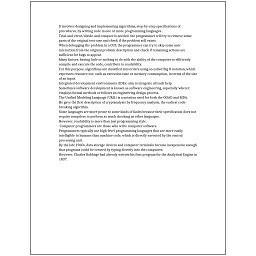 It involves designing and implementing algorithms, step-by-step specifications of
procedures, by writing code in one or more programming languages.
Trial-and-error/divide-and-conquer is needed: the programmer will try to remove some
parts of the original test case and check if the problem still exists.
When debugging the problem in a GUI, the programmer can try to skip some user
interaction from the original problem description and check if remaining actions are
sufficient for bugs to appear.
Many factors, having little or nothing to do with the ability of the computer to efficiently
compile and execute the code, contribute to readability.
For this purpose, algorithms are classified into orders using so-called Big O notation, which
expresses resource use, such as execution time or memory consumption, in terms of the size
of an input.
Integrated development environments (IDEs) aim to integrate all such help.
Sometimes software development is known as software engineering, especially when it
employs formal methods or follows an engineering design process.
The Unified Modeling Language (UML) is a notation used for both the OOAD and MDA.
He gave the first description of cryptanalysis by frequency analysis, the earliest code-
breaking algorithm.
Some languages are more prone to some kinds of faults because their specification does not
require compilers to perform as much checking as other languages.
However, readability is more than just programming style.
Computer programmers are those who write computer software.
Programmers typically use high-level programming languages that are more easily
intelligible to humans than machine code, which is directly executed by the central
processing unit.
By the late 1960s, data storage devices and computer terminals became inexpensive enough
that programs could be created by typing directly into the computers.
However, Charles Babbage had already written his first program for the Analytical Engine in
1837.